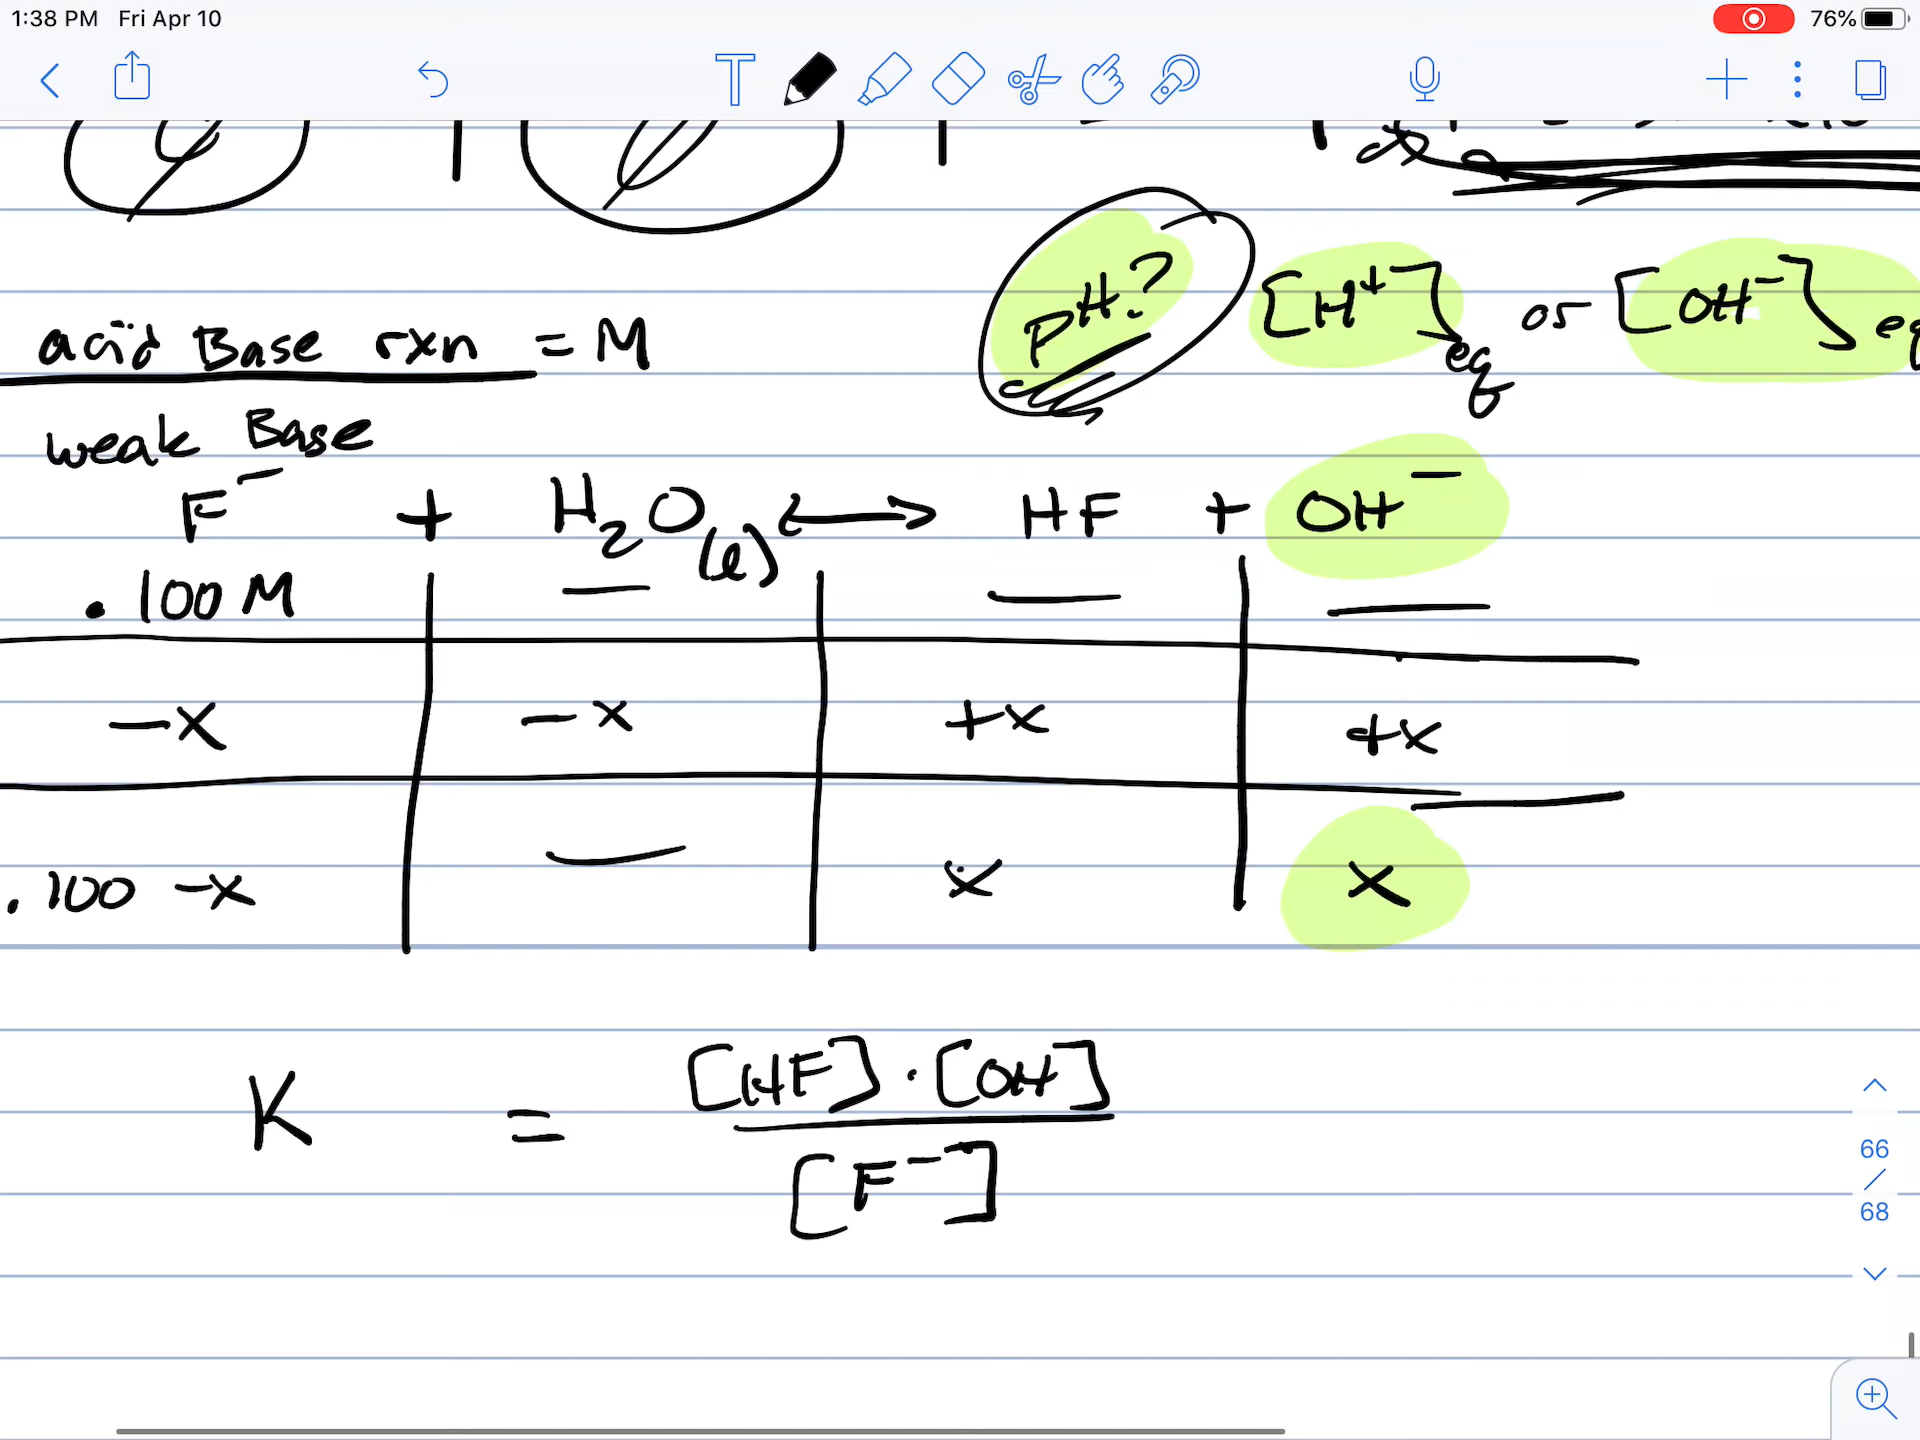 1:38 PM Fri Apr 10 76%
T
pH? [H⁺]eq or [OH⁻]eq
acid Base rxn = M
weak Base
F⁻ + H₂O(l) ⟷ HF + OH⁻
.100 M — — —
-x -x +x +x
.100 -x — x x
K = [HF]·[OH] / [F⁻]
66
/
68